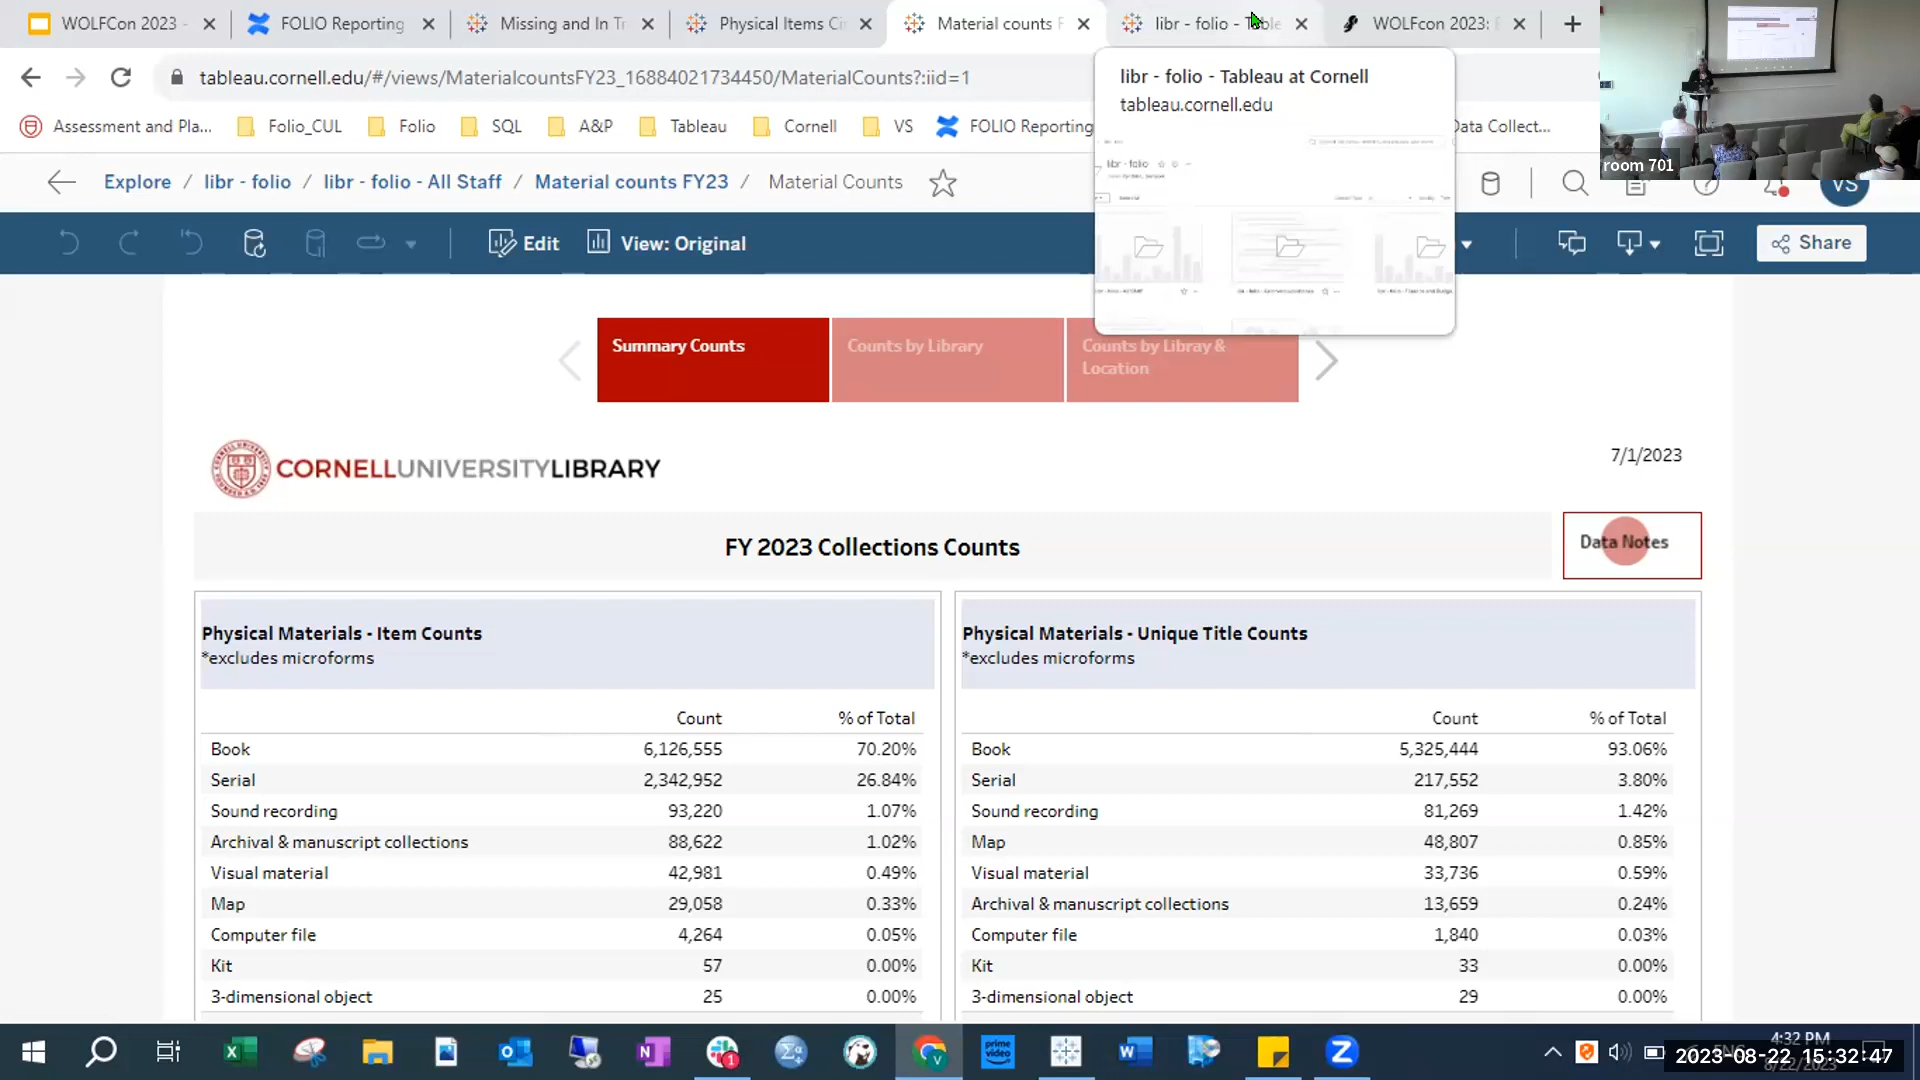 WOLFCon 2023 -
FOLIO Reporting
Missing and In Tr
Physical Items Ci
Material counts F
libr - folio - Table
WOLFcon 2023:
tableau.cornell.edu/#/views/MaterialcountsFY23_16884021734450/MaterialCounts?:iid=1
libr - folio - Tableau at Cornell
tableau.cornell.edu
Assessment and Pla...
Folio_CUL
Folio
SQL
A&P
Tableau
Cornell
VS
FOLIO Reporting
Data Collect...
libr - folio
room 701
Explore / libr - folio / libr - folio - All Staff / Material counts FY23 / Material Counts
VS
Edit
View: Original
Share
Summary Counts
Counts by Library
Counts by Libray &
Location
CORNELLUNIVERSITYLIBRARY
7/1/2023
FY 2023 Collections Counts
Data Notes
Physical Materials - Item Counts
*excludes microforms
Count % of Total
Book 6,126,555 70.20%
Serial 2,342,952 26.84%
Sound recording 93,220 1.07%
Archival & manuscript collections 88,622 1.02%
Visual material 42,981 0.49%
Map 29,058 0.33%
Computer file 4,264 0.05%
Kit 57 0.00%
3-dimensional object 25 0.00%
Physical Materials - Unique Title Counts
*excludes microforms
Count % of Total
Book 5,325,444 93.06%
Serial 217,552 3.80%
Sound recording 81,269 1.42%
Map 48,807 0.85%
Visual material 33,736 0.59%
Archival & manuscript collections 13,659 0.24%
Computer file 1,840 0.03%
Kit 33 0.00%
3-dimensional object 29 0.00%
prime
video
4:32 PM
2023-08-22 15:32:47